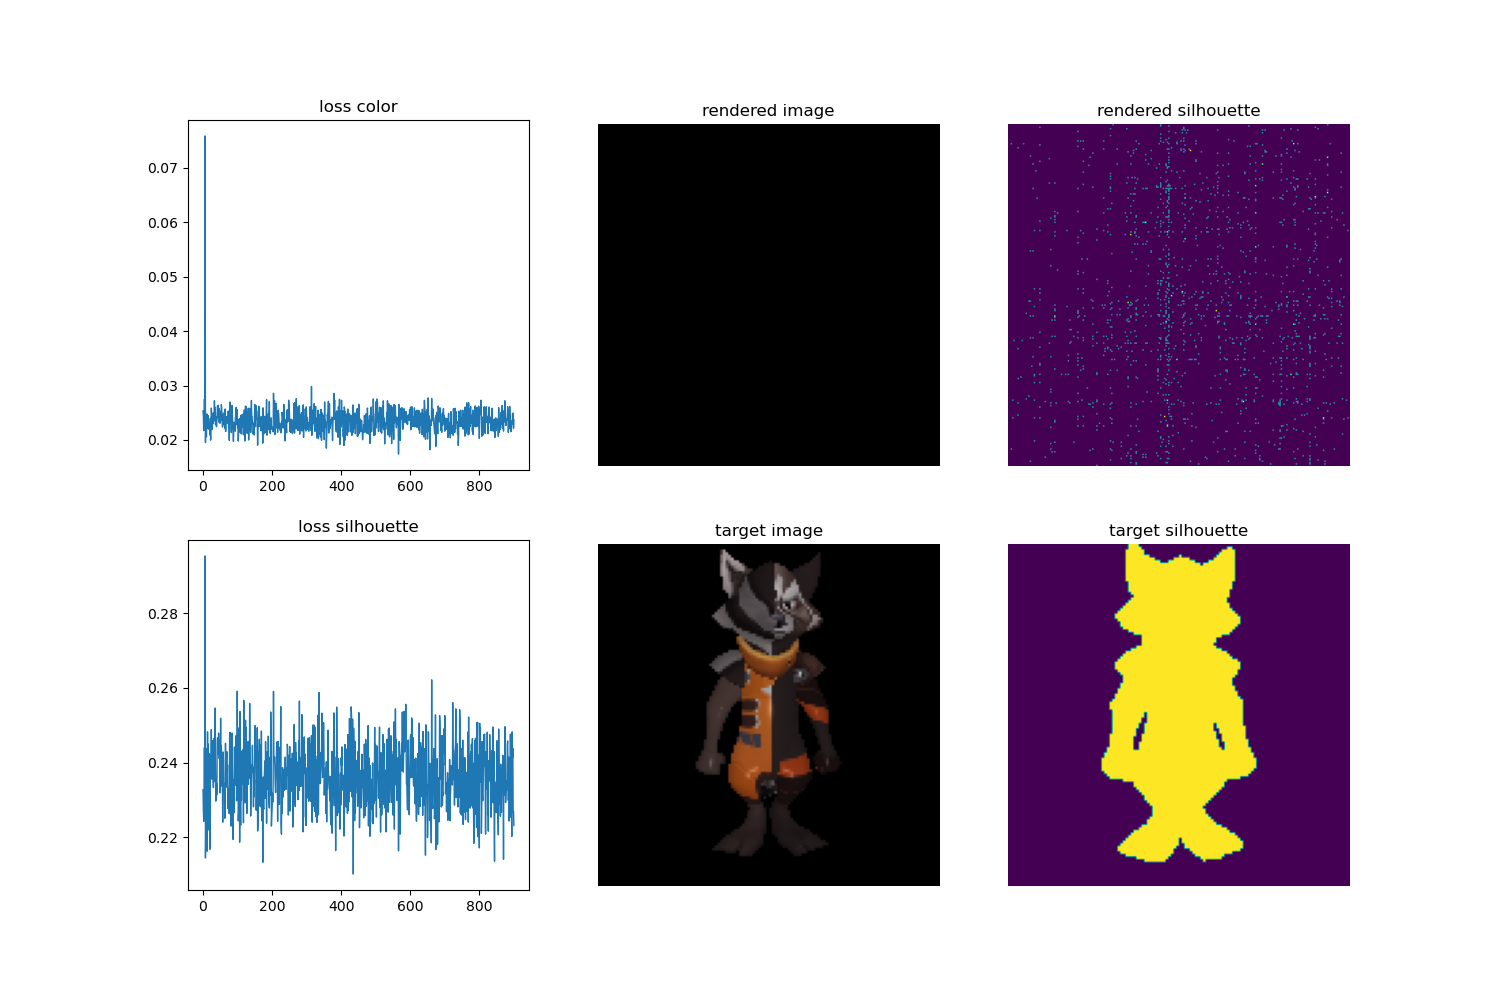 loss color
0.07
0.06
0.05
0.04
0.03
0.02
0 200 400 600 800
rendered image
rendered silhouette
loss silhouette
0.28
0.26
0.24
0.22
0 200 400 600 800
target image
target silhouette